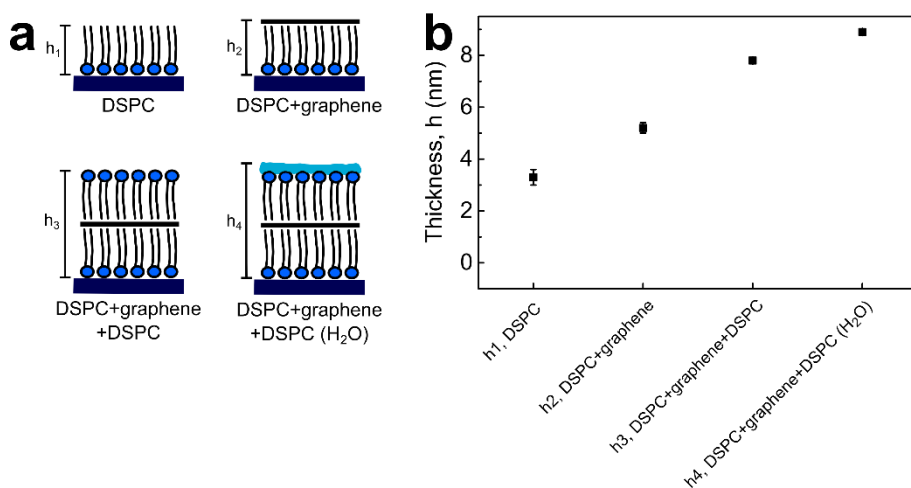 a
h₁
DSPC
h₂
DSPC+graphene
h₃
DSPC+graphene
+DSPC
h₄
DSPC+graphene
+DSPC (H₂O)
b
Thickness, h (nm)
8
6
4
2
0
h1, DSPC
h2, DSPC+graphene
h3, DSPC+graphene+DSPC
h4, DSPC+graphene+DSPC (H₂O)